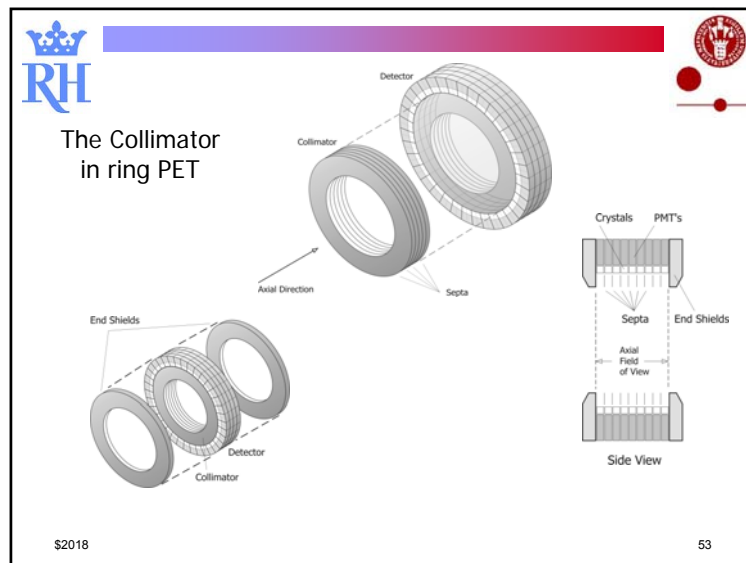 RH
The Collimator
in ring PET
Detector
Collimator
Axial Direction
Septa
End Shields
Detector
Collimator
Crystals PMT's
Septa End Shields
Axial
Field
of View
Side View
$2018 53